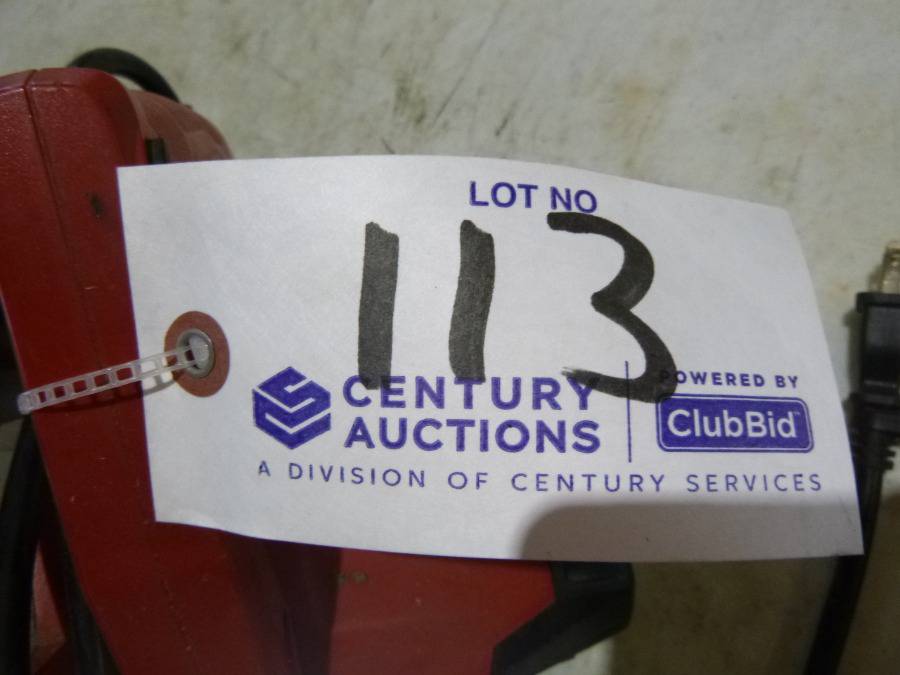 LOT NO
113
CENTURY
AUCTIONS
POWERED BY
ClubBid
A DIVISION OF CENTURY SERVICES